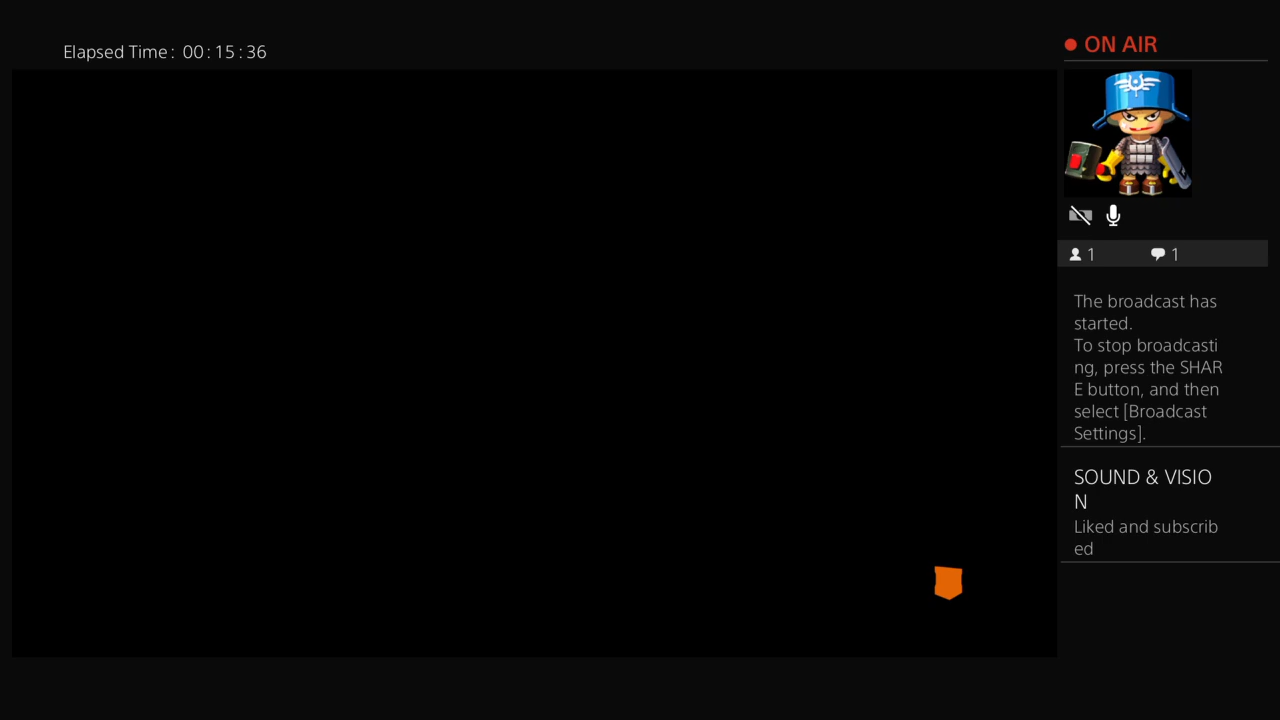 Elapsed Time: 00:15:36
ON AIR
1 1
The broadcast has
started.
To stop broadcasti
ng, press the SHAR
E button, and then
select [Broadcast
Settings].
SOUND & VISIO
N
Liked and subscrib
ed